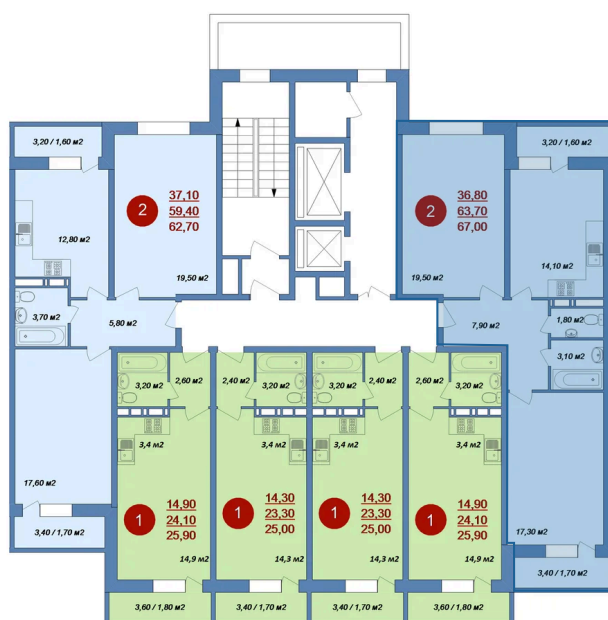 3,20 / 1,60 м2
3,20 / 1,60 м2
2
37,10
59,40
62,70
2
36,80
63,70
67,00
12,80 м2
14,10 м2
19,50 м2
19,50 м2
3,70 м2
5,80 м2
7,90 м2
1,80 м2
3,10 м2
3,20 м2
2,60 м2
2,40 м2
3,20 м2
3,20 м2
2,40 м2
2,60 м2
3,20 м2
3,4 м2
3,4 м2
3,4 м2
3,4 м2
17,60 м2
1
14,90
24,10
25,90
1
14,30
23,30
25,00
1
14,30
23,30
25,00
1
14,90
24,10
25,90
17,30 м2
3,40 / 1,70 м2
14,9 м2
14,3 м2
14,3 м2
14,9 м2
3,40 / 1,70 м2
3,60 / 1,80 м2
3,40 / 1,70 м2
3,40 / 1,70 м2
3,60 / 1,80 м2